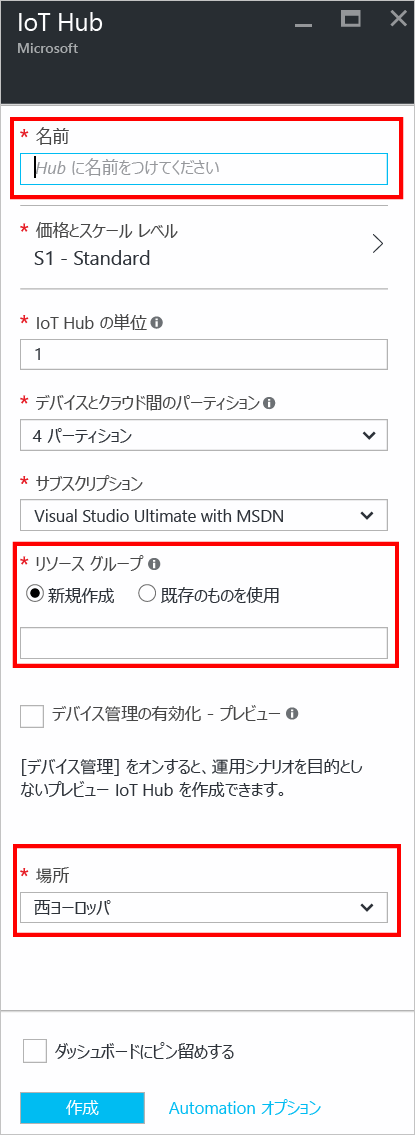 IoT Hub
Microsoft
* 名前
Hub に名前をつけてください
* 価格とスケール レベル
S1 - Standard
* IoT Hub の単位
1
* デバイスとクラウド間のパーティション
4 パーティション
* サブスクリプション
Visual Studio Ultimate with MSDN
* リソース グループ
新規作成 既存のものを使用
デバイス管理の有効化 - プレビュー
[デバイス管理] をオンすると、運用シナリオを目的とし
ないプレビュー IoT Hub を作成できます。
* 場所
西ヨーロッパ
ダッシュボードにピン留めする
作成 Automation オプション